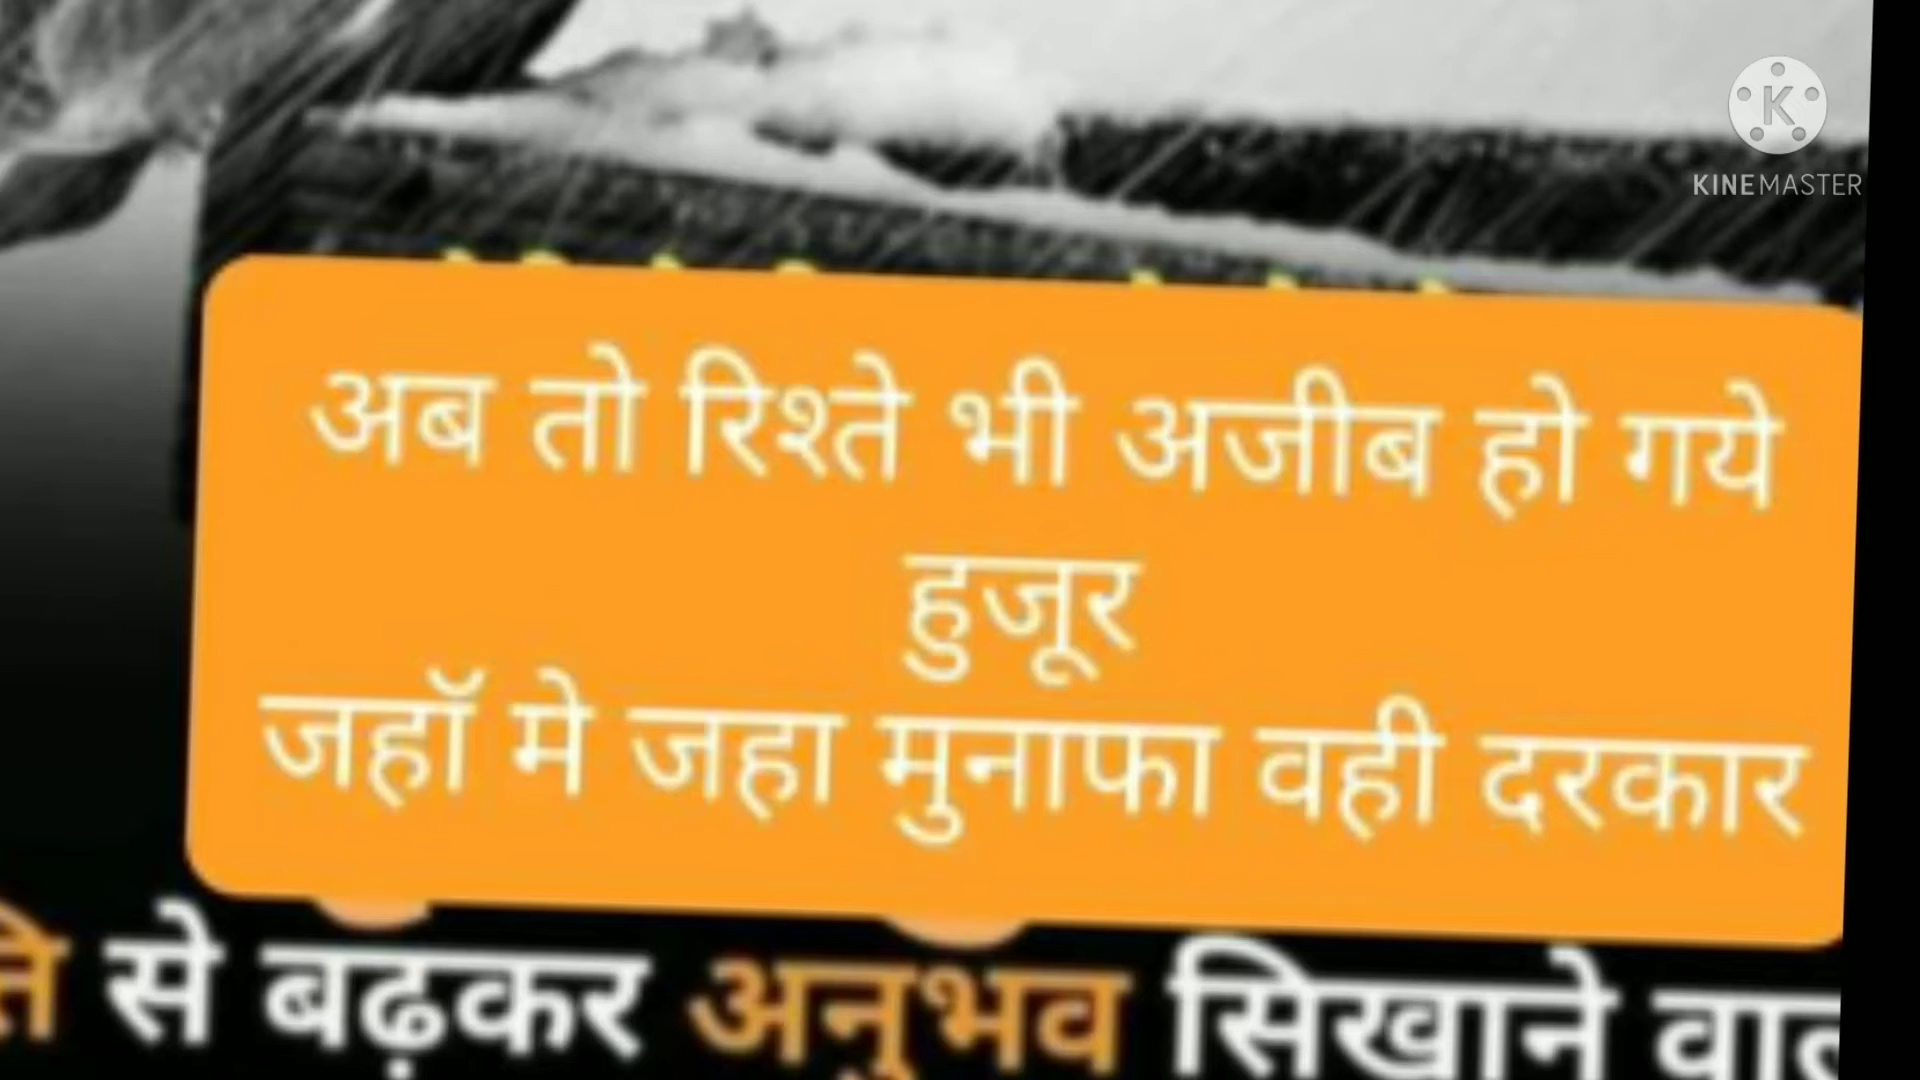 KINEMASTER
अब तो रिश्ते भी अजीब हो गये
हुजूर
जहॉ मे जहा मुनाफा वही दरकार
से बढ़कर अनुभव सिखाने